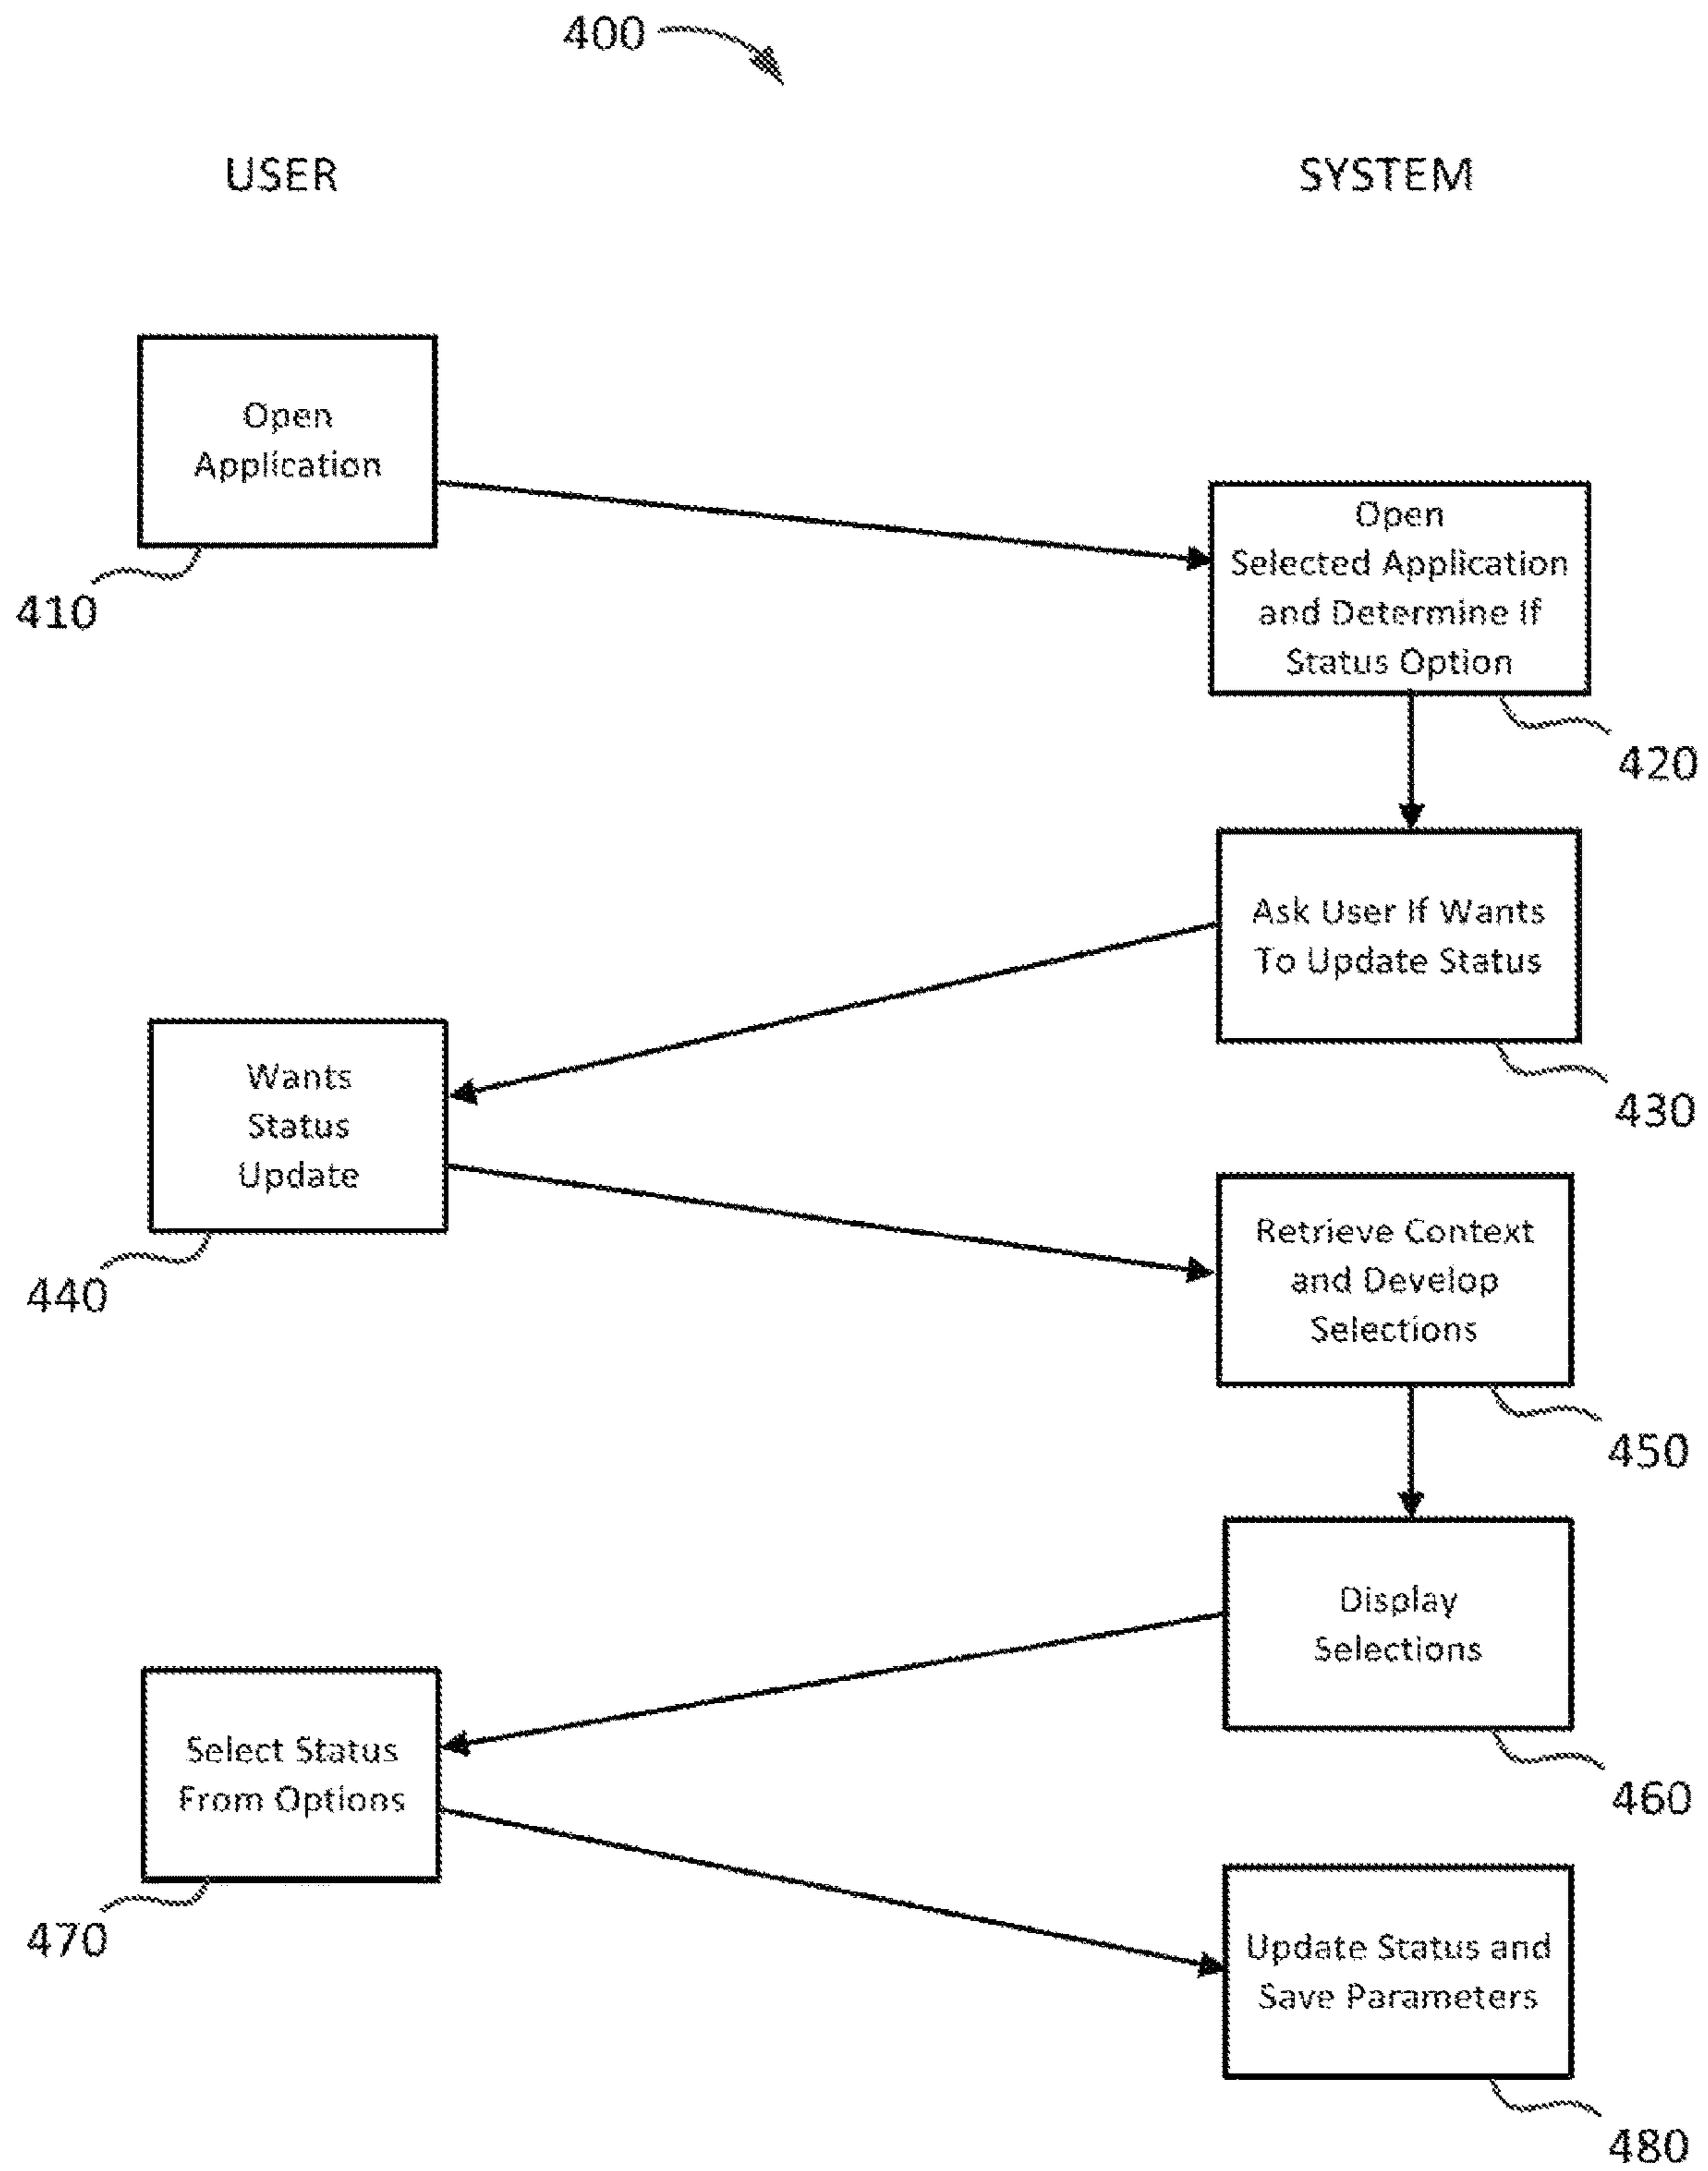 400
USER
SYSTEM
Open
Application
410
Open
Selected Application
and Determine If
Status Option
420
Ask User If Wants
To Update Status
430
Wants
Status
Update
440
Retrieve Context
and Develop
Selections
450
Display
Selections
460
Select Status
From Options
470
Update Status and
Save Parameters
480